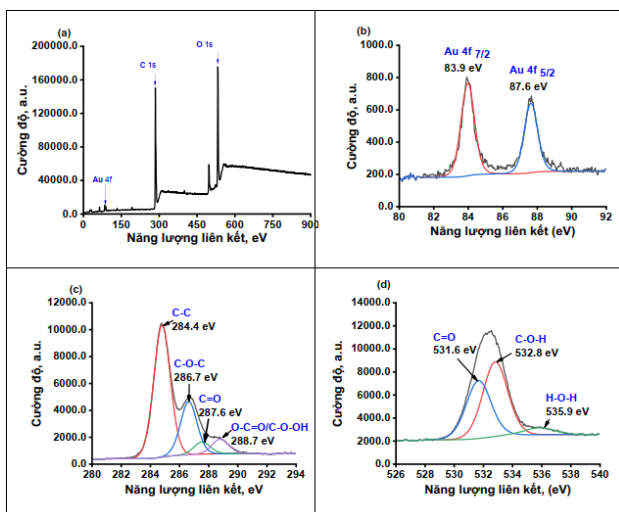 (a)
Cường độ, a.u.
200000.0
160000.0
120000.0
80000.0
40000.0
0.0
C 1s
O 1s
Au 4f
0 150 300 450 600 750 900
Năng lượng liên kết, eV
(b)
Cường độ, a.u.
1000.0
800.0
600.0
400.0
200.0
0.0
Au 4f 7/2
83.9 eV
Au 4f 5/2
87.6 eV
80 82 84 86 88 90 92
Năng lượng liên kết (eV)
(c)
Cường độ, a.u.
12000.0
10000.0
8000.0
6000.0
4000.0
2000.0
0.0
C-C
284.4 eV
C-O-C
286.7 eV
C=O
287.6 eV
O-C=O/C-O-OH
288.7 eV
280 282 284 286 288 290 292 294
Năng lượng liên kết, eV
(d)
Cường độ, a.u.
14000.0
12000.0
10000.0
8000.0
6000.0
4000.0
2000.0
0.0
C=O
531.6 eV
C-O-H
532.8 eV
H-O-H
535.9 eV
526 528 530 532 534 536 538 540
Năng lượng liên kết, (eV)